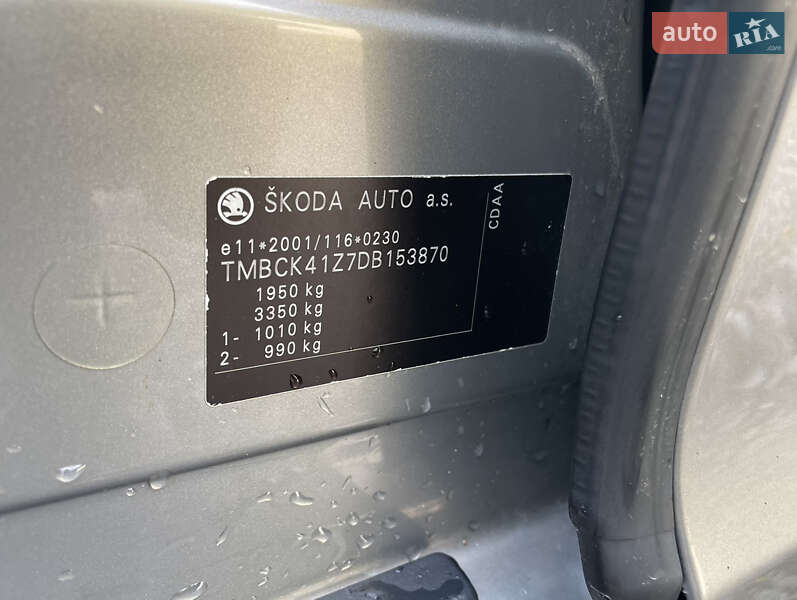 auto RIA .com
ŠKODA AUTO a.s.
CDAA
e11*2001/116*0230
TMBCK41Z7DB153870
1950 kg
3350 kg
1- 1010 kg
2- 990 kg